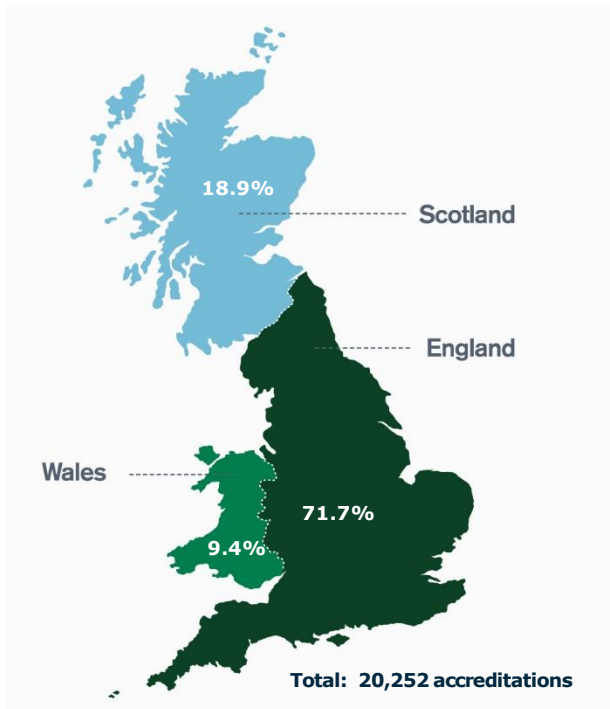 18.9%
Scotland
England
Wales
71.7%
9.4%
Total: 20,252 accreditations